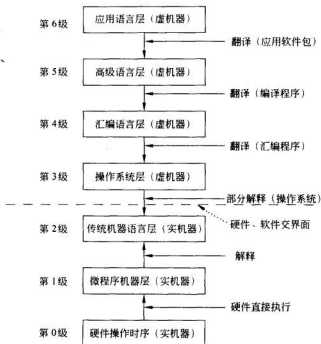 第6级 应用语言层（虚机器）
翻译（应用软件包）
第5级 高级语言层（虚机器）
翻译（编译程序）
第4级 汇编语言层（虚机器）
翻译（汇编程序）
第3级 操作系统层（虚机器）
部分解释（操作系统）
硬件、软件交界面
第2级 传统机器语言层（实机器）
解释
第1级 微程序机器层（实机器）
硬件直接执行
第0级 硬件操作时序（实机器）